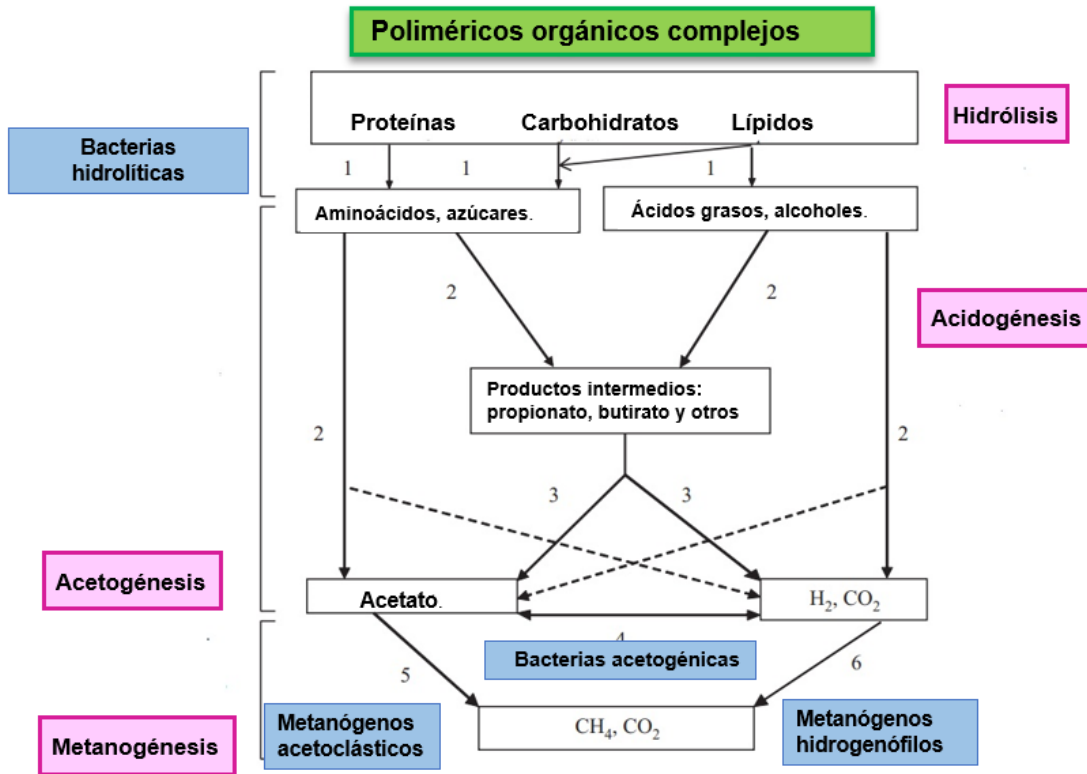 Poliméricos orgánicos complejos
Hidrólisis
Proteínas Carbohidratos Lípidos
Bacterias
hidrolíticas
1 1 1
Aminoácidos, azúcares.
Ácidos grasos, alcoholes.
2 2
Acidogénesis
Productos intermedios:
propionato, butirato y otros
2 2
3 3
Acetogénesis
Acetato.
H₂, CO₂
4
Bacterias acetogénicas
5 6
Metanógenos
acetoclásticos
CH₄, CO₂
Metanógenos
hidrogenófilos
Metanogénesis